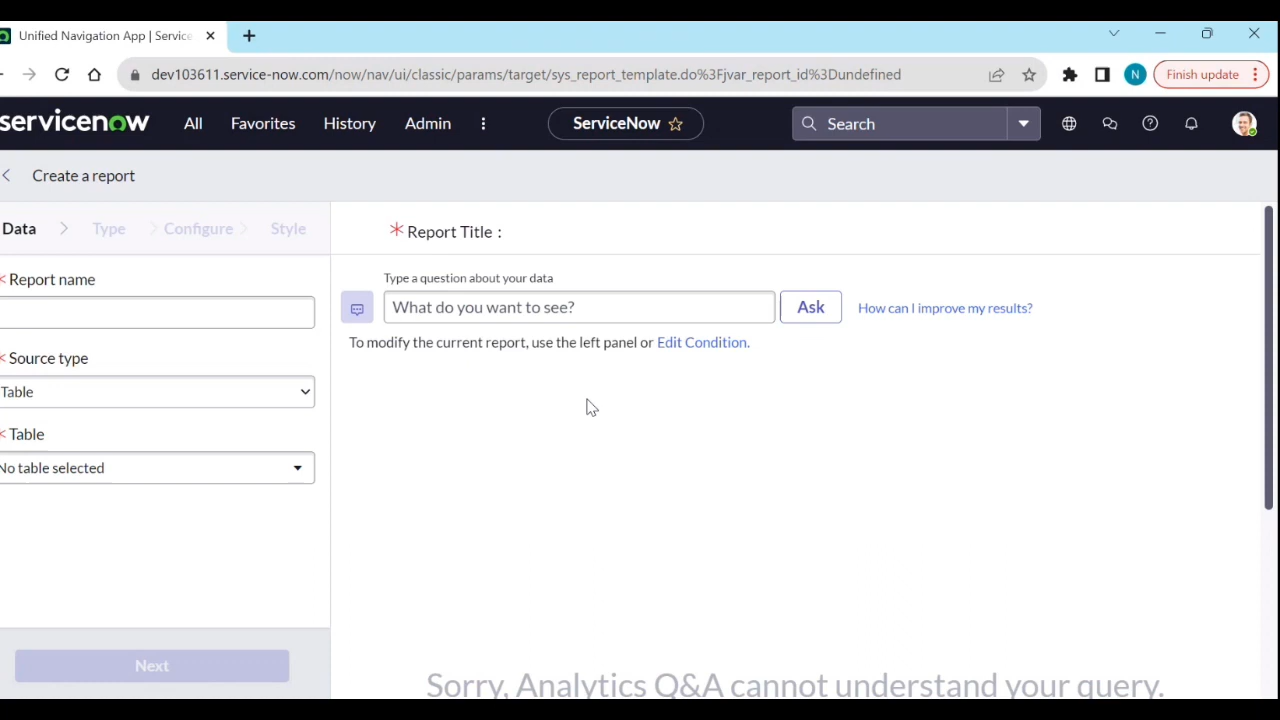 Unified Navigation App | Service
dev103611.service-now.com/now/nav/ui/classic/params/target/sys_report_template.do%3Fjvar_report_id%3Dundefined
N
Finish update
servicenow
All
Favorites
History
Admin
ServiceNow
Search
Create a report
Data
Type
Configure
Style
Report name
Source type
Table
Table
No table selected
Next
* Report Title :
Type a question about your data
What do you want to see?
Ask
How can I improve my results?
To modify the current report, use the left panel or Edit Condition.
Sorry, Analytics Q&A cannot understand your query.